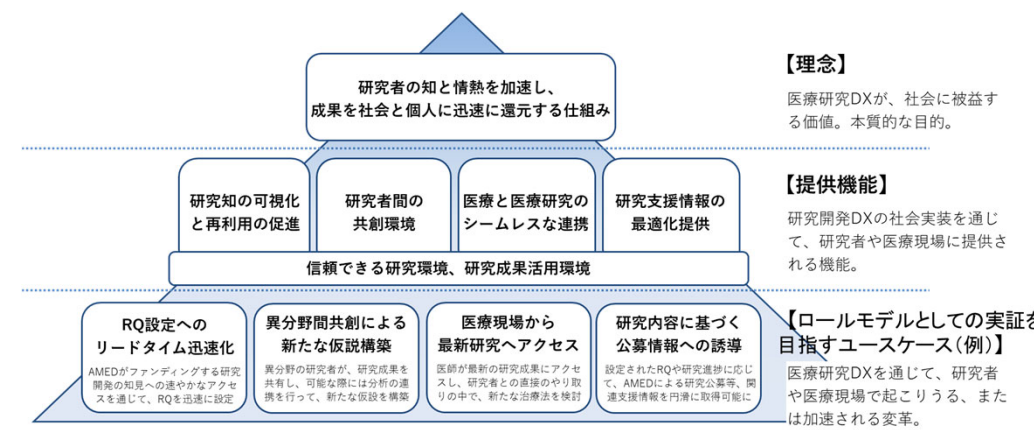 研究者の知と情熱を加速し、
成果を社会と個人に迅速に還元する仕組み
【理念】
医療研究DXが、社会に被益す
る価値。本質的な目的。
研究知の可視化
と再利用の促進
研究者間の
共創環境
医療と医療研究の
シームレスな連携
研究支援情報の
最適化提供
信頼できる研究環境、研究成果活用環境
【提供機能】
研究開発DXの社会実装を通じ
て、研究者や医療現場に提供さ
れる機能。
RQ設定への
リードタイム迅速化
AMEDがファンディングする研究
開発の知見への速やかなアクセ
スを通じて、RQを迅速に設定
異分野間共創による
新たな仮説構築
異分野の研究者が、研究成果を
共有し、可能な際には分析の連
携を行って、新たな仮設を構築
医療現場から
最新研究へアクセス
医師が最新の研究成果にアクセ
スし、研究者との直接のやり取
りの中で、新たな治療法を検討
研究内容に基づく
公募情報への誘導
設定されたRQや研究進捗に応じ
て、AMEDによる研究公募等、関
連支援情報を円滑に取得可能に
【ロールモデルとしての実証を
目指すユースケース（例）】
医療研究DXを通じて、研究者
や医療現場で起こりうる、また
は加速される変革。